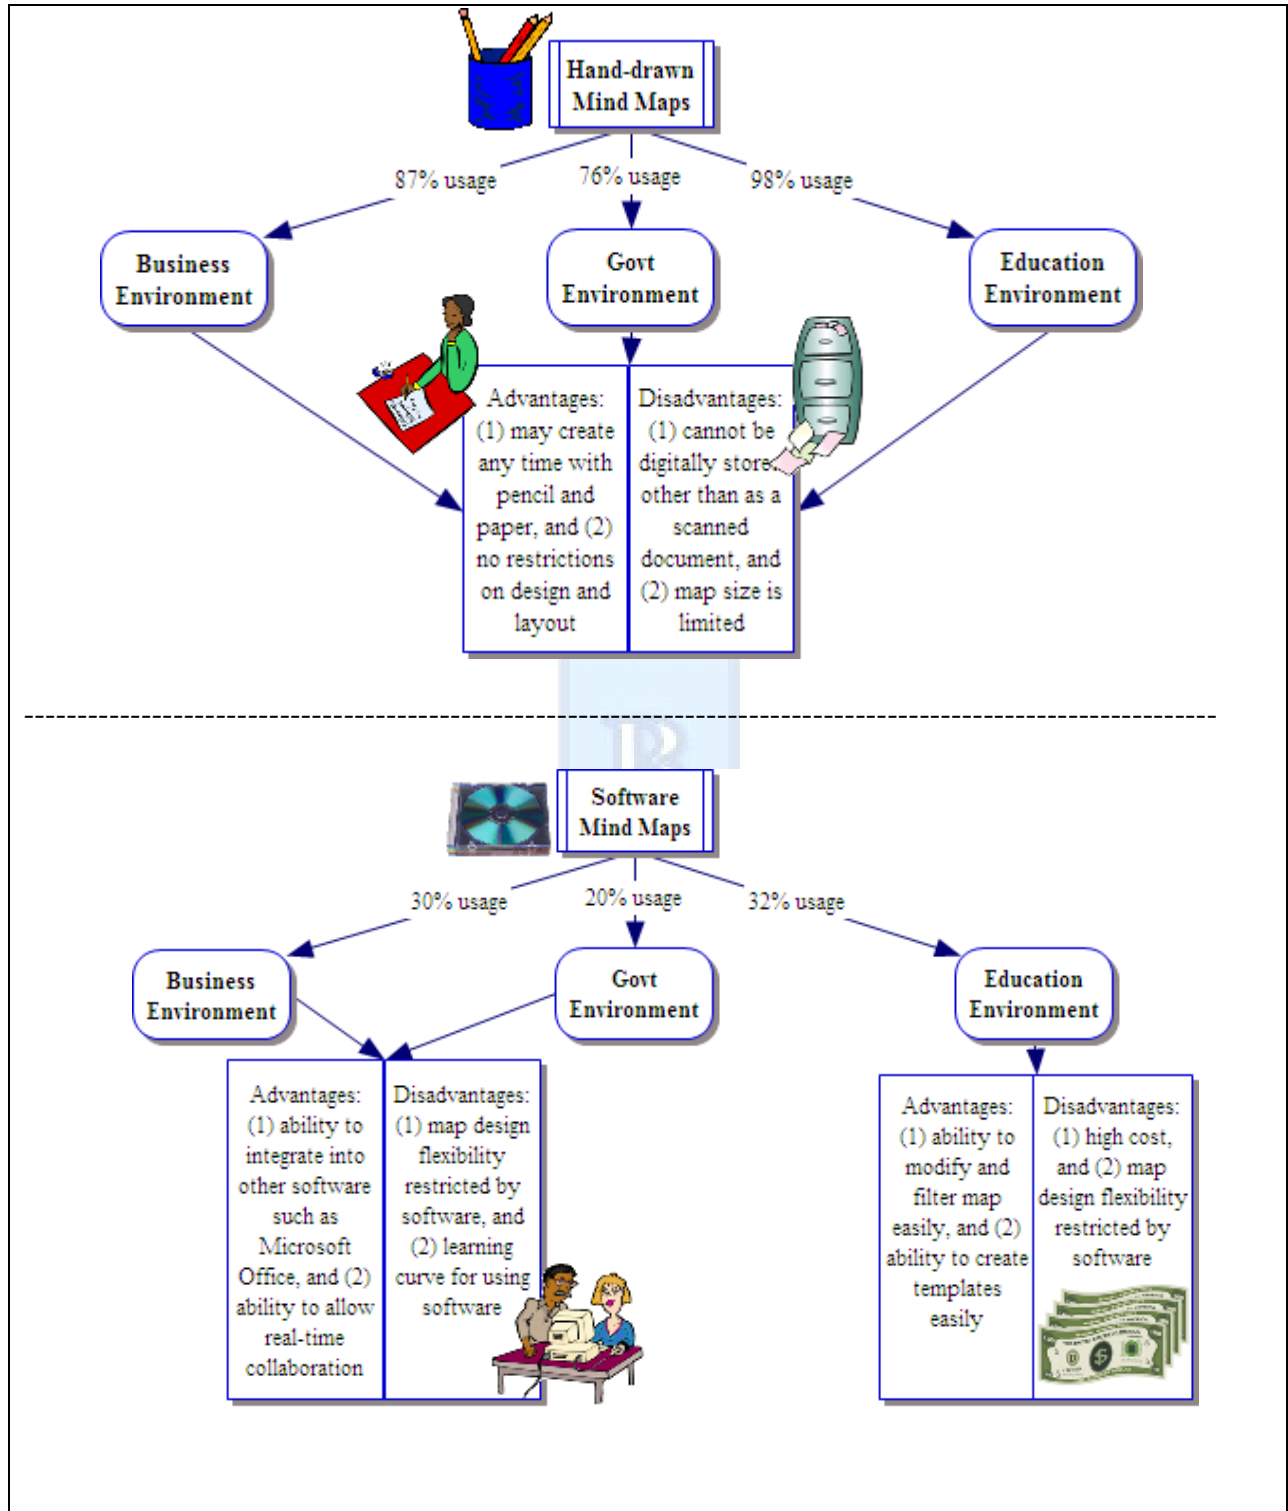 Hand-drawn
Mind Maps
87% usage
76% usage
98% usage
Business
Environment
Govt
Environment
Education
Environment
Advantages:
(1) may create
any time with
pencil and
paper, and (2)
no restrictions
on design and
layout
Disadvantages:
(1) cannot be
digitally store
other than as a
scanned
document, and
(2) map size is
limited
Software
Mind Maps
30% usage
20% usage
32% usage
Business
Environment
Govt
Environment
Education
Environment
Advantages:
(1) ability to
integrate into
other software
such as
Microsoft
Office, and (2)
ability to allow
real-time
collaboration
Disadvantages:
(1) map design
flexibility
restricted by
software, and
(2) learning
curve for using
software
Advantages:
(1) ability to
modify and
filter map
easily, and (2)
ability to create
templates
easily
Disadvantages:
(1) high cost,
and (2) map
design flexibility
restricted by
software